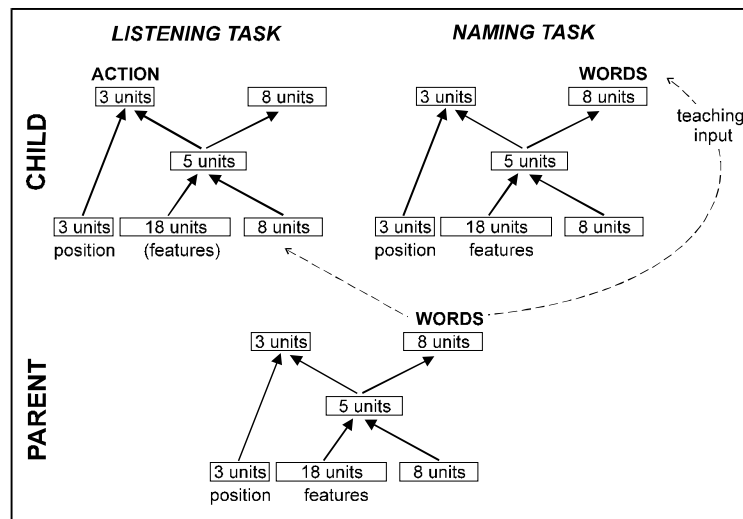 LISTENING TASK NAMING TASK
ACTION WORDS
3 units 8 units 3 units 8 units
teaching
input
CHILD
5 units 5 units
3 units 18 units 8 units 3 units 18 units 8 units
position (features) position features
WORDS
3 units 8 units
PARENT
5 units
3 units 18 units 8 units
position features